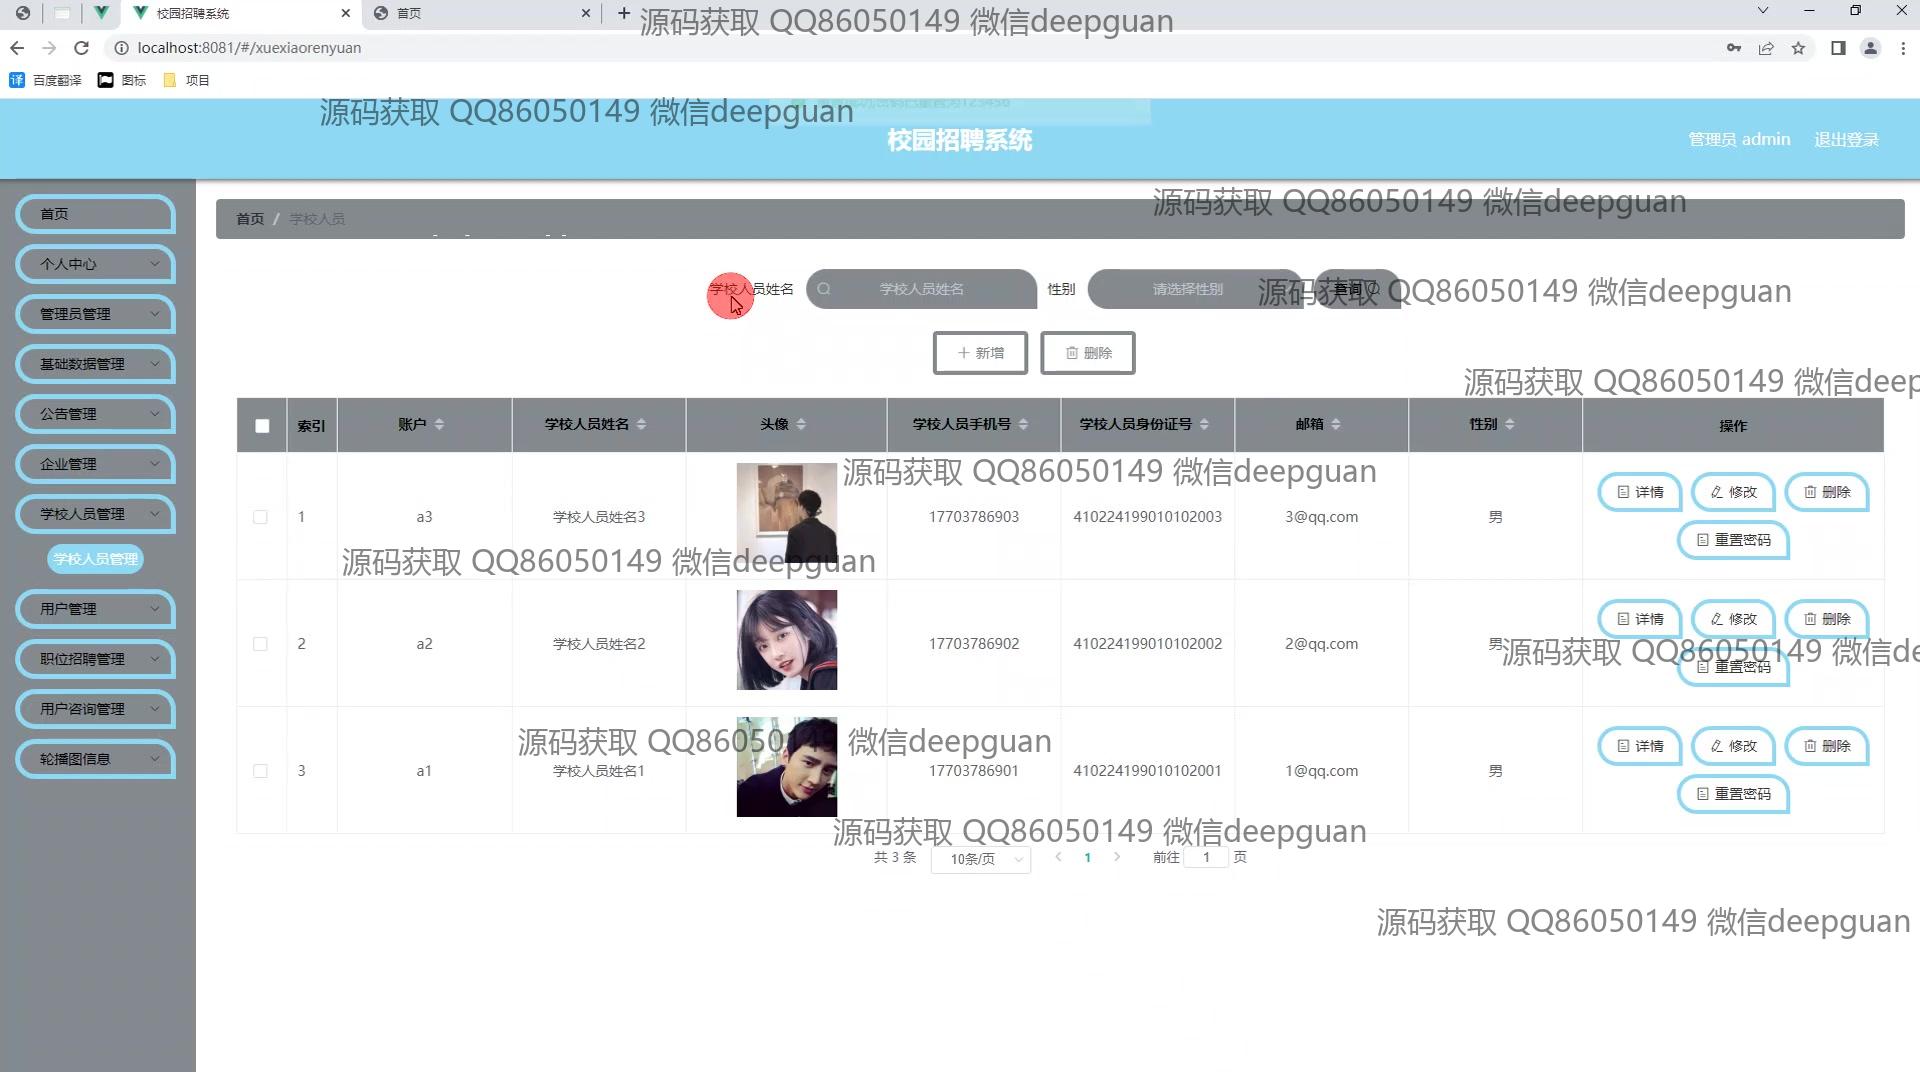 校园招聘系统
首页
源码获取 QQ86050149 微信deepguan
localhost:8081/#/xuexiaorenyuan
百度翻译
图标
项目
源码获取 QQ86050149 微信deepguan
校园招聘系统
管理员 admin
退出登录
首页
个人中心
管理员管理
基础数据管理
公告管理
企业管理
学校人员管理
学校人员管理
用户管理
职位招聘管理
用户咨询管理
轮播图信息
首页 / 学校人员
源码获取 QQ86050149 微信deepguan
学校人员姓名 学校人员姓名 性别 请选择性别 查询
源码获取 QQ86050149 微信deepguan
新增 删除
源码获取 QQ86050149 微信deep
索引 账户 学校人员姓名 头像 学校人员手机号 学校人员身份证号 邮箱 性别 操作
源码获取 QQ86050149 微信deepguan
1 a3 学校人员姓名3 17703786903 410224199010102003 3@qq.com 男 详情 修改 删除
重置密码
源码获取 QQ86050149 微信deepguan
2 a2 学校人员姓名2 17703786902 410224199010102002 2@qq.com 男 详情 修改 删除
重置密码
源码获取 QQ86050149 微信de
源码获取 QQ86050149 微信deepguan
3 a1 学校人员姓名1 17703786901 410224199010102001 1@qq.com 男 详情 修改 删除
重置密码
源码获取 QQ86050149 微信deepguan
共 3 条 10条/页 1 前往 1 页
源码获取 QQ86050149 微信deepguan